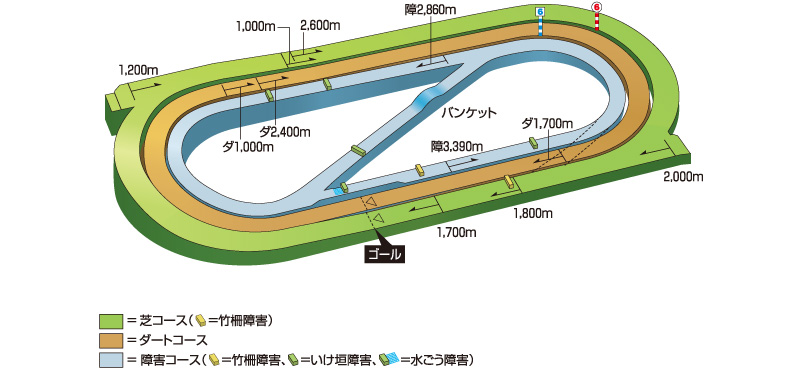 障2,860m
6
6
1,000m
2,600m
1,200m
バンケット
ダ2,400m
ダ1,000m
ダ1,700m
障3,390m
2,000m
1,800m
1,700m
ゴール
=芝コース(=竹柵障害)
=ダートコース
=障害コース(=竹柵障害、=いけ垣障害、=水ごう障害)